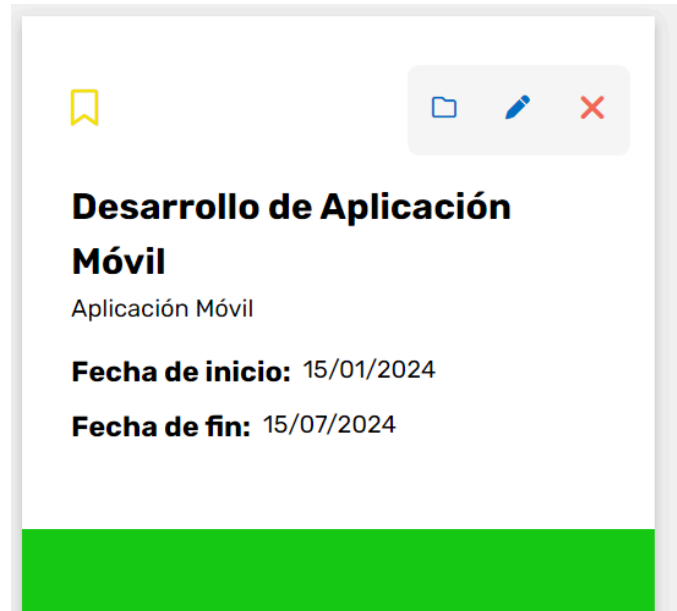 Desarrollo de Aplicación
Móvil
Aplicación Móvil
Fecha de inicio: 15/01/2024
Fecha de fin: 15/07/2024